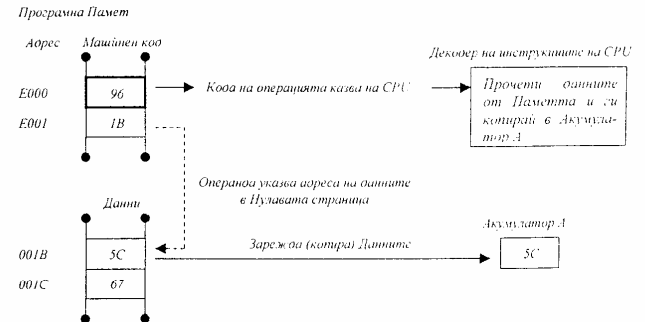 Програмна Памет
Адрес Машинен код
Декодер на инструкциите на CPU
E000 96 Кода на операцията казва на CPU
Прочети данните
от Паметта и ги
копирай в Акумула-
тор A
E001 1B
Операнда указва адреса на данните
в Нулавата страница
Данни
Акумулатор A
001B 5C Зарежда (копира) Данните 5C
001C 67